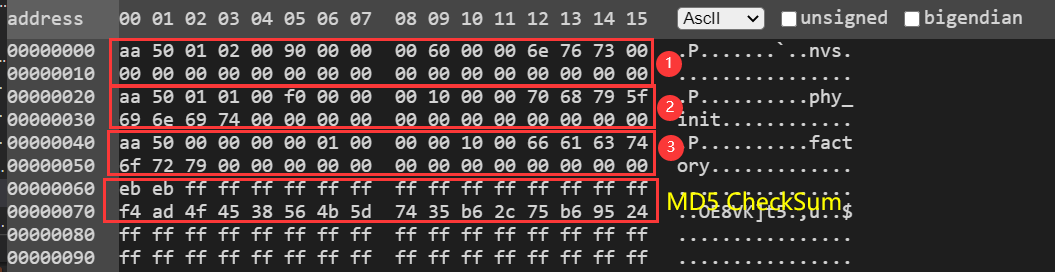 address 00 01 02 03 04 05 06 07 08 09 10 11 12 13 14 15 AscII unsigned bigendian
00000000 aa 50 01 02 00 90 00 00 00 60 00 00 6e 76 73 00 .P.......`..nvs.
00000010 00 00 00 00 00 00 00 00 00 00 00 00 00 00 00 00 ................
1
00000020 aa 50 01 01 00 f0 00 00 00 10 00 00 70 68 79 5f .P..........phy_
2
00000030 69 6e 69 74 00 00 00 00 00 00 00 00 00 00 00 00 init............
00000040 aa 50 00 00 00 00 01 00 00 00 10 00 66 61 63 74 .P..........fact
3
00000050 6f 72 79 00 00 00 00 00 00 00 00 00 00 00 00 00 ory.............
00000060 eb eb ff ff ff ff ff ff ff ff ff ff ff ff ff ff ................
MD5 CheckSum
00000070 f4 ad 4f 45 38 56 4b 5d 74 35 b6 2c 75 b6 95 24 ..OE8VK]t5.,u..$
00000080 ff ff ff ff ff ff ff ff ff ff ff ff ff ff ff ff ................
00000090 ff ff ff ff ff ff ff ff ff ff ff ff ff ff ff ff ................